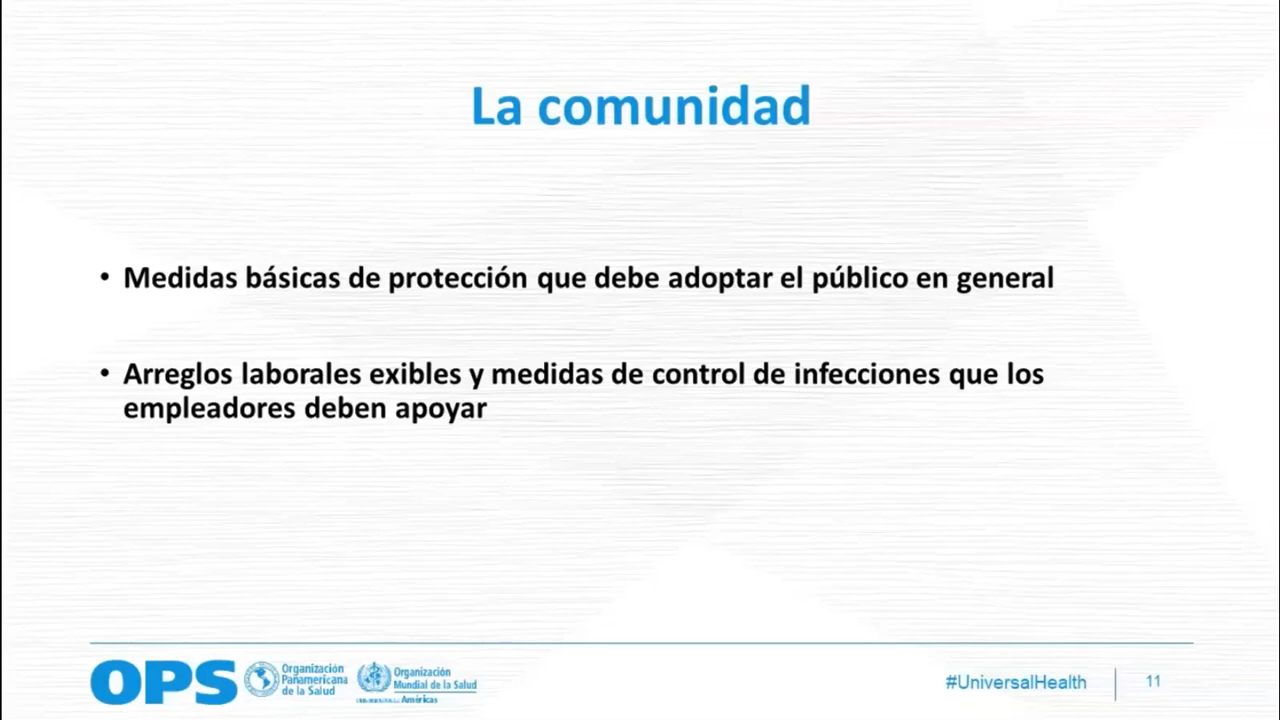 La comunidad
• Medidas básicas de protección que debe adoptar el público en general
• Arreglos laborales exibles y medidas de control de infecciones que los
empleadores deben apoyar
OPS
Organización
Panamericana
de la Salud
Organización
Mundial de la Salud
Américas
#UniversalHealth
11